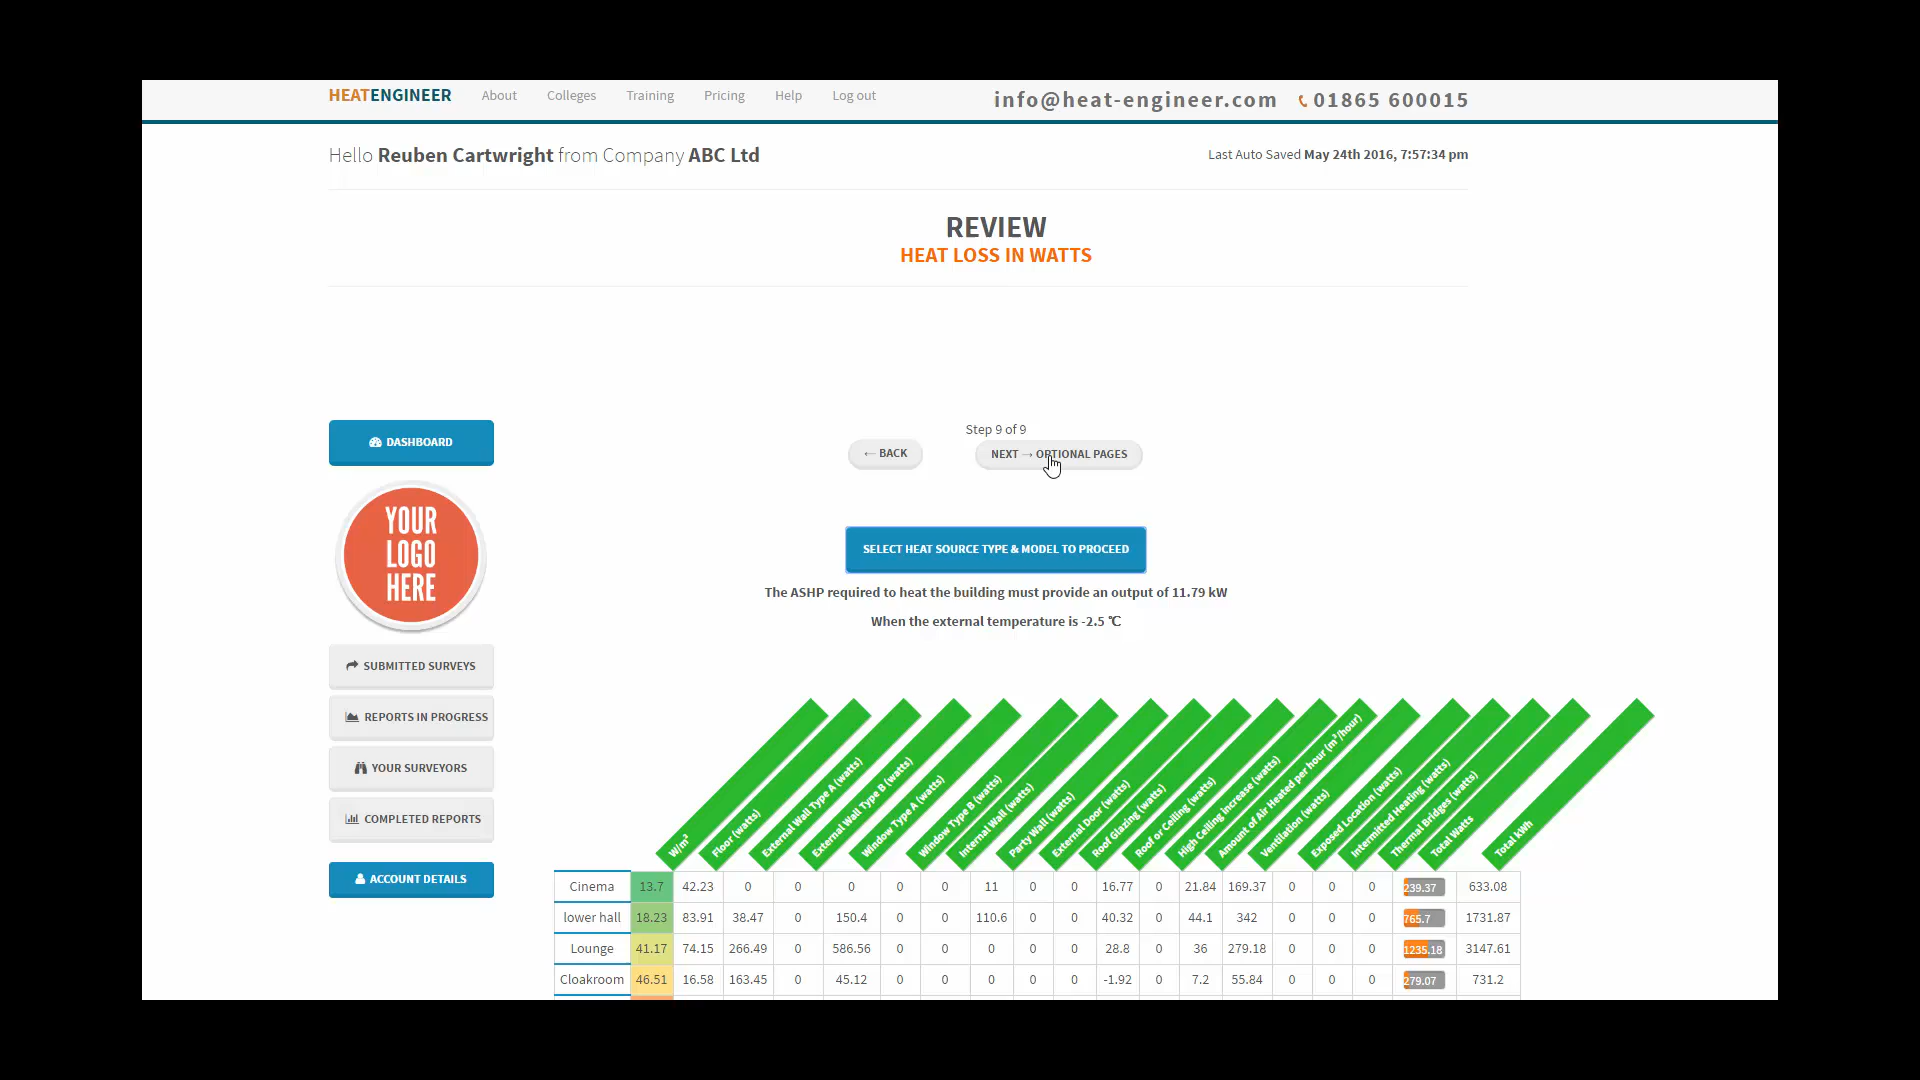 HEATENGINEER About Colleges Training Pricing Help Log out info@heat-engineer.com 01865 600015
Hello Reuben Cartwright from Company ABC Ltd Last Auto Saved May 24th 2016, 7:57:34 pm
REVIEW
HEAT LOSS IN WATTS
Step 9 of 9
← BACK NEXT → OPTIONAL PAGES
DASHBOARD
YOUR
LOGO
HERE
SUBMITTED SURVEYS
REPORTS IN PROGRESS
YOUR SURVEYORS
COMPLETED REPORTS
ACCOUNT DETAILS
SELECT HEAT SOURCE TYPE & MODEL TO PROCEED
The ASHP required to heat the building must provide an output of 11.79 kW
When the external temperature is -2.5 ℃
W/m²
Floor (watts)
External Wall Type A (watts)
External Wall Type B (watts)
Window Type A (watts)
Window Type B (watts)
Internal Wall (watts)
Party Wall (watts)
External Door (watts)
Roof Glazing (watts)
Roof or Ceiling (watts)
High Ceiling increase (watts)
Amount of Air Heated per hour (m³/hour)
Ventilation (watts)
Exposed Location (watts)
Intermitted Heating (watts)
Thermal Bridges (watts)
Total Watts
Total kWh
Cinema 13.7 42.23 0 0 0 0 0 11 0 0 16.77 0 21.84 169.37 0 0 0 239.37 633.08
lower hall 18.23 83.91 38.47 0 150.4 0 0 110.6 0 0 40.32 0 44.1 342 0 0 0 765.7 1731.87
Lounge 41.17 74.15 266.49 0 586.56 0 0 0 0 0 28.8 0 36 279.18 0 0 0 1235.18 3147.61
Cloakroom 46.51 16.58 163.45 0 45.12 0 0 0 0 0 -1.92 0 7.2 55.84 0 0 0 279.07 731.2